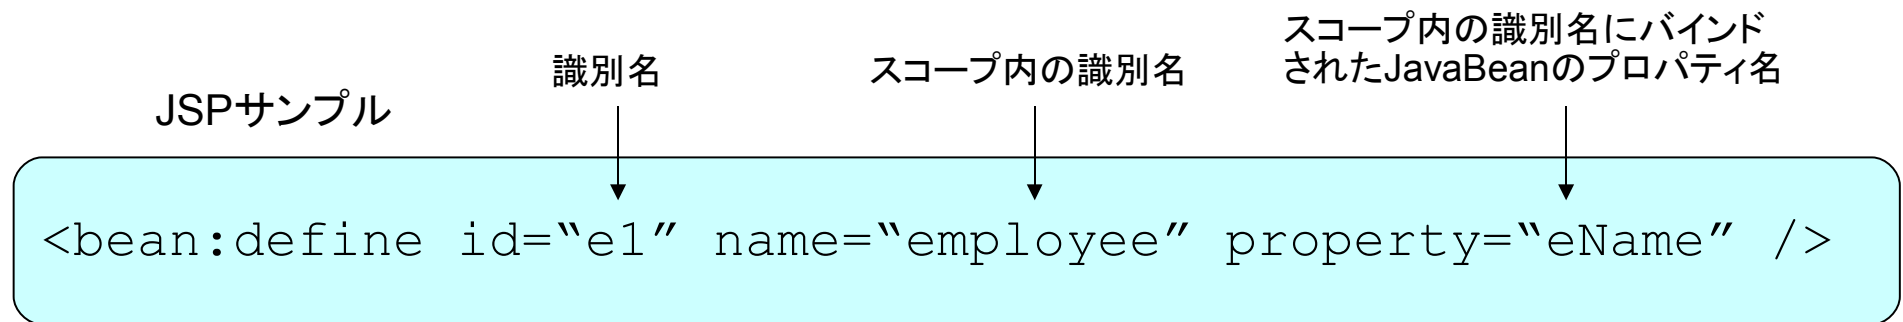 スコープ内の識別名にバインド
されたJavaBeanのプロパティ名
識別名
スコープ内の識別名
JSPサンプル
<bean:define id=“e1” name=“employee” property=“eName” />